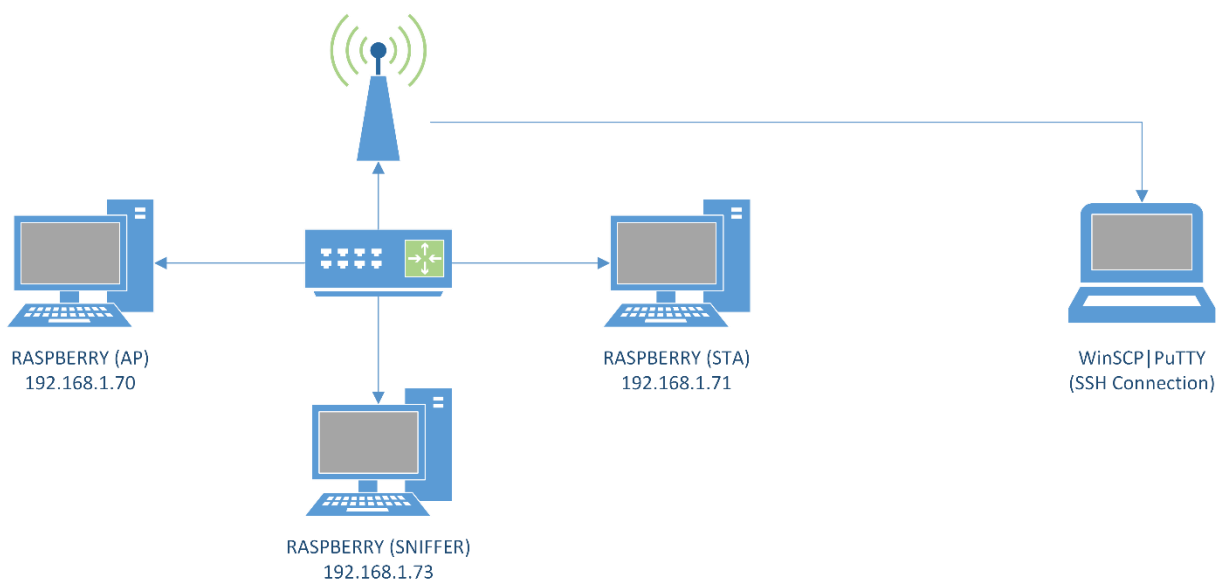 RASPBERRY (AP)
192.168.1.70
RASPBERRY (STA)
192.168.1.71
WinSCP|PuTTY
(SSH Connection)
RASPBERRY (SNIFFER)
192.168.1.73